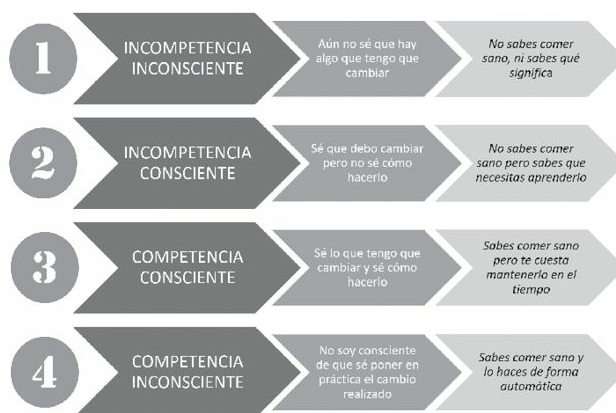 1
INCOMPETENCIA
INCONSCIENTE
Aún no sé que hay
algo que tengo que
cambiar
No sabes comer
sano, ni sabes qué
significa
2
INCOMPETENCIA
CONSCIENTE
Sé que debo cambiar
pero no sé cómo
hacerlo
No sabes comer
sano pero sabes que
necesitas aprenderlo
3
COMPETENCIA
CONSCIENTE
Sé lo que tengo que
cambiar y sé cómo
hacerlo
Sabes comer sano
pero te cuesta
mantenerlo en el
tiempo
4
COMPETENCIA
INCONSCIENTE
No soy consciente
de que sé poner en
práctica el cambio
realizado
Sabes comer sano y
lo haces de forma
automática